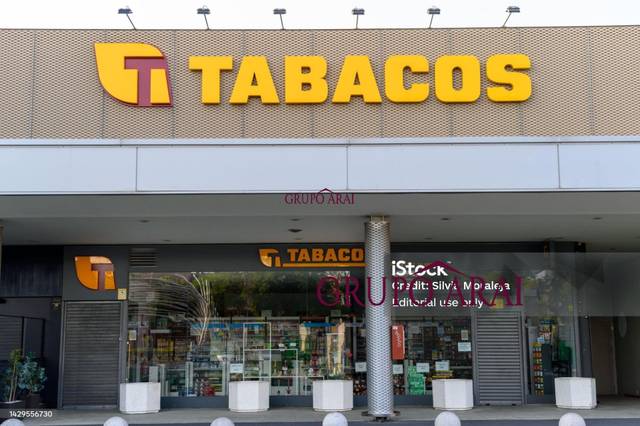 T TABACOS
GRUPO ARAI
T TABACOS
iStock
Credit: Silvia Moraleja
GRUPO ARAI
Editorial use only
1429556730